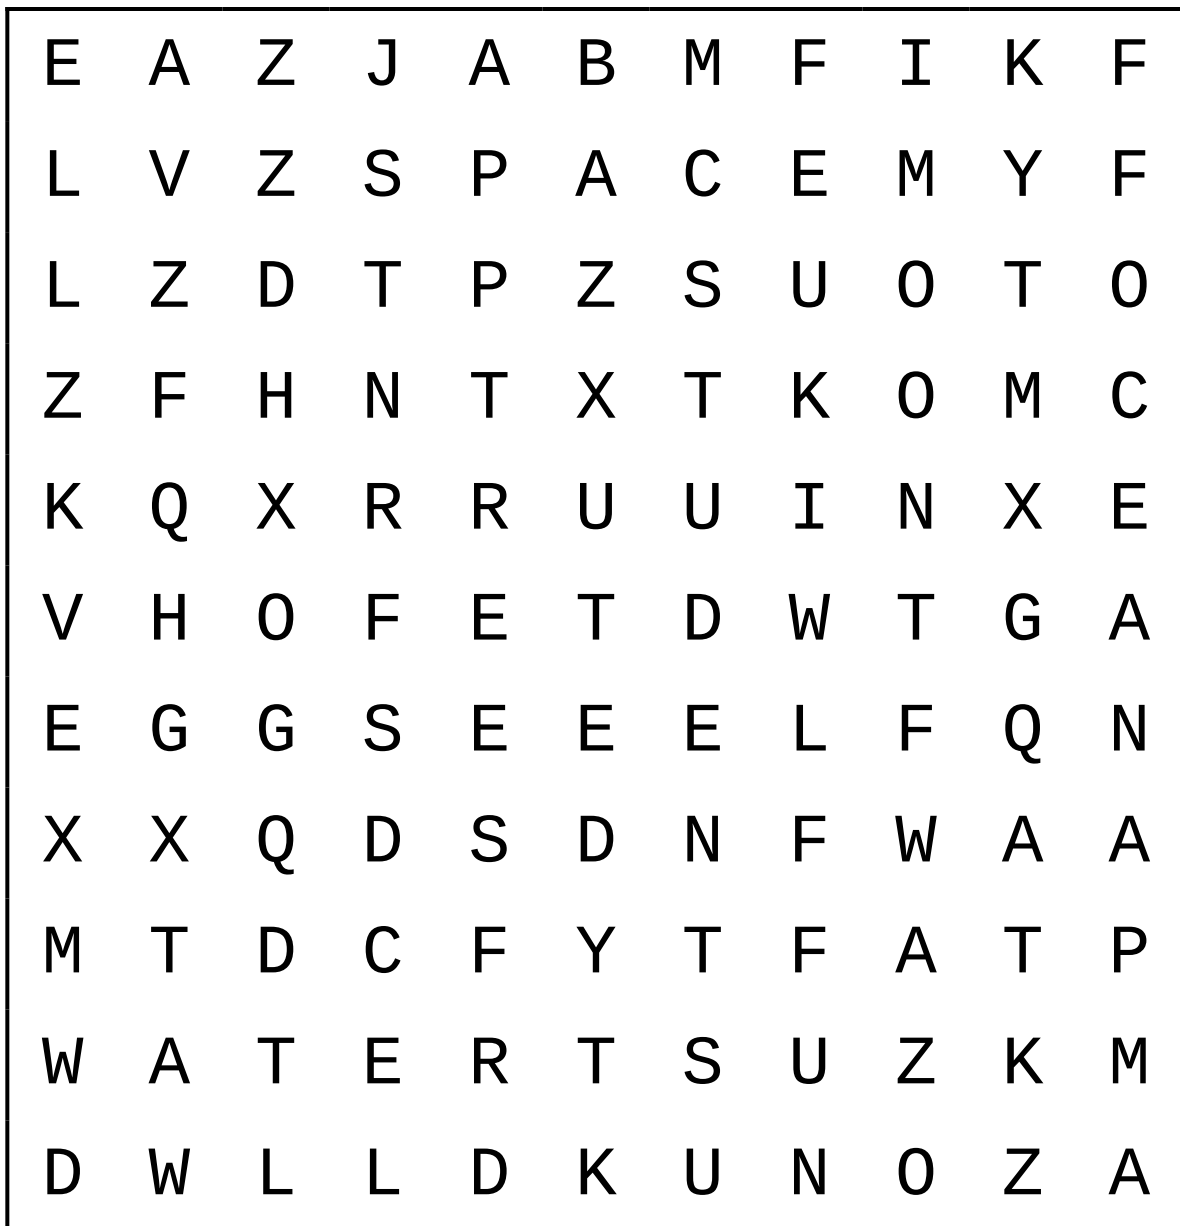 E A Z J A B M F I K F
L V Z S P A C E M Y F
L Z D T P Z S U O T O
Z F H N T X T K O M C
K Q X R R U U I N X E
V H O F E T D W T G A
E G G S E E E L F Q N
X X Q D S D N F W A A
M T D C F Y T F A T P
W A T E R T S U Z K M
D W L L D K U N O Z A